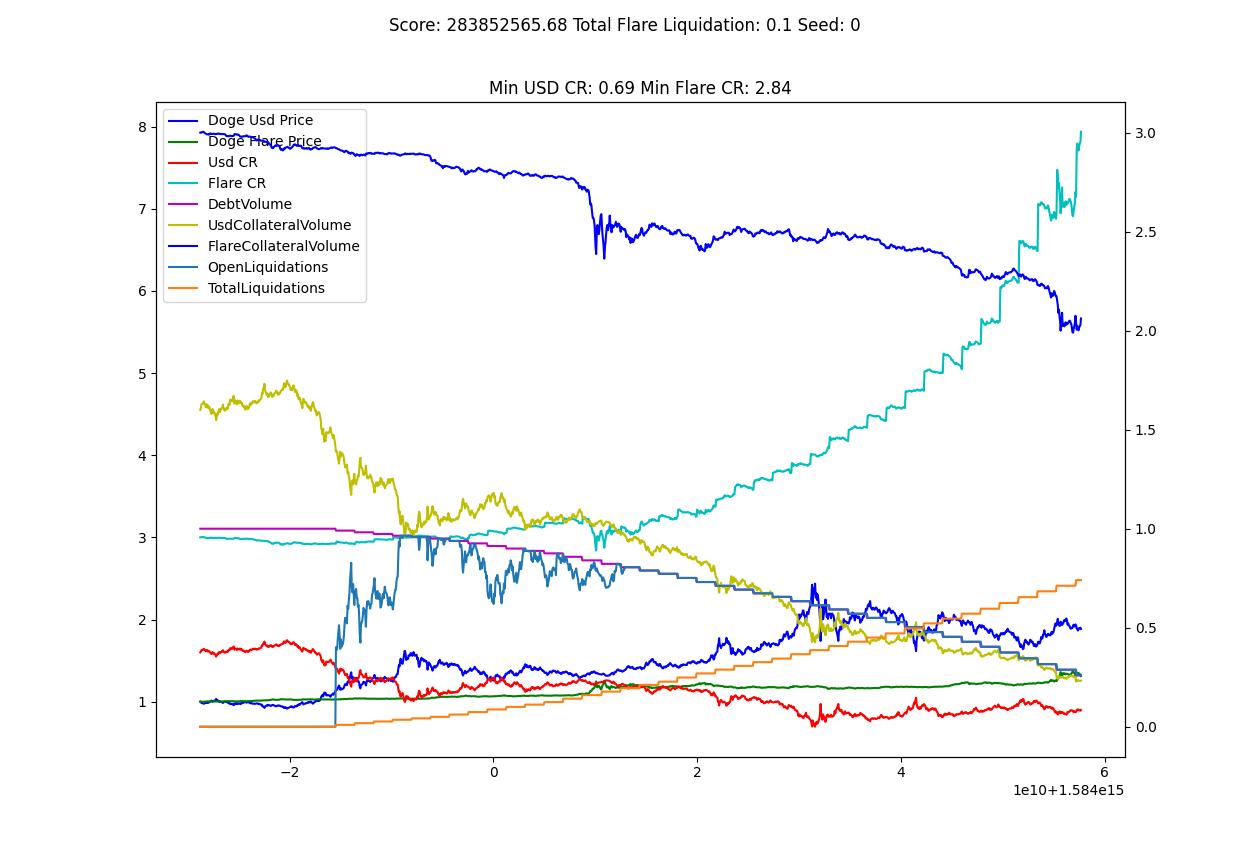 Score: 283852565.68 Total Flare Liquidation: 0.1 Seed: 0
Min USD CR: 0.69 Min Flare CR: 2.84
Doge Usd Price
Doge Flare Price
Usd CR
Flare CR
DebtVolume
UsdCollateralVolume
FlareCollateralVolume
OpenLiquidations
TotalLiquidations
8
7
6
5
4
3
2
1
3.0
2.5
2.0
1.5
1.0
0.5
0.0
−2 0 2 4 6
1e10+1.584e15